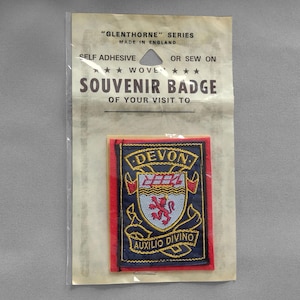 "GLENTHORNE" SERIES
MADE IN ENGLAND
SELF ADHESIVE OR SEW ON
WOVEN
SOUVENIR BADGE
OF YOUR VISIT TO
DEVON
AUXILIO DIVINO